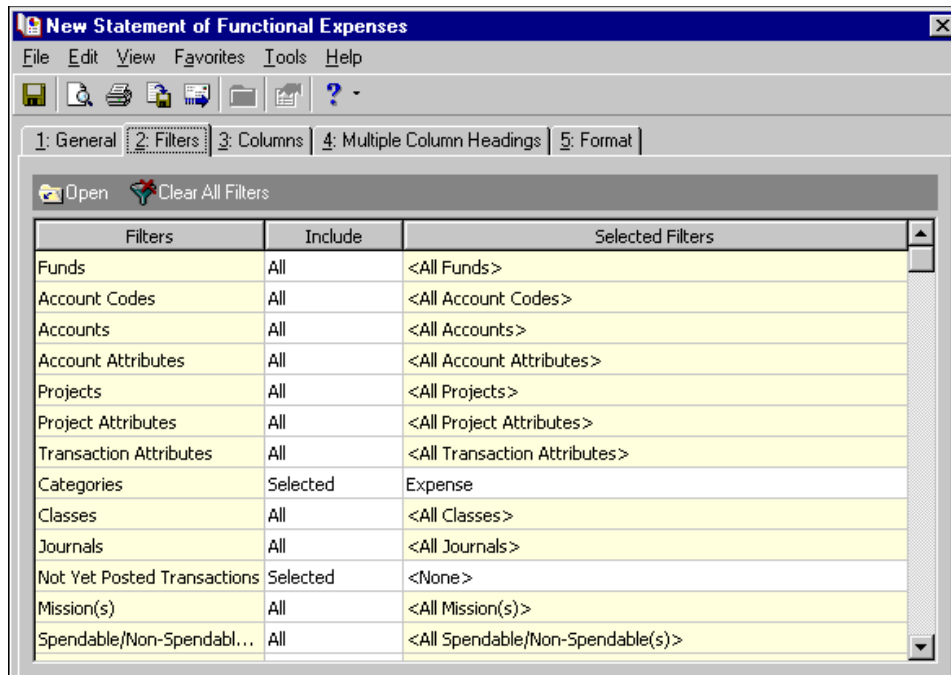 New Statement of Functional Expenses
File Edit View Favorites Tools Help
1: General 2: Filters 3: Columns 4: Multiple Column Headings 5: Format
Open Clear All Filters
Filters Include Selected Filters
Funds All <All Funds>
Account Codes All <All Account Codes>
Accounts All <All Accounts>
Account Attributes All <All Account Attributes>
Projects All <All Projects>
Project Attributes All <All Project Attributes>
Transaction Attributes All <All Transaction Attributes>
Categories Selected Expense
Classes All <All Classes>
Journals All <All Journals>
Not Yet Posted Transactions Selected <None>
Mission(s) All <All Mission(s)>
Spendable/Non-Spendabl... All <All Spendable/Non-Spendable(s)>